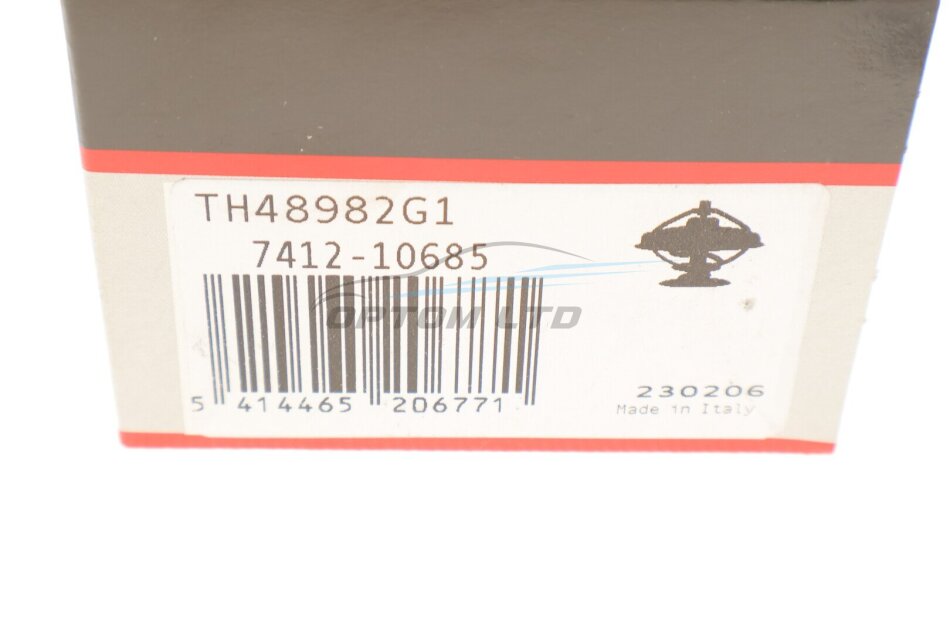 TH48982G1
7412-10685
OPTOM LTD
5 414465 206771
230206
Made in Italy